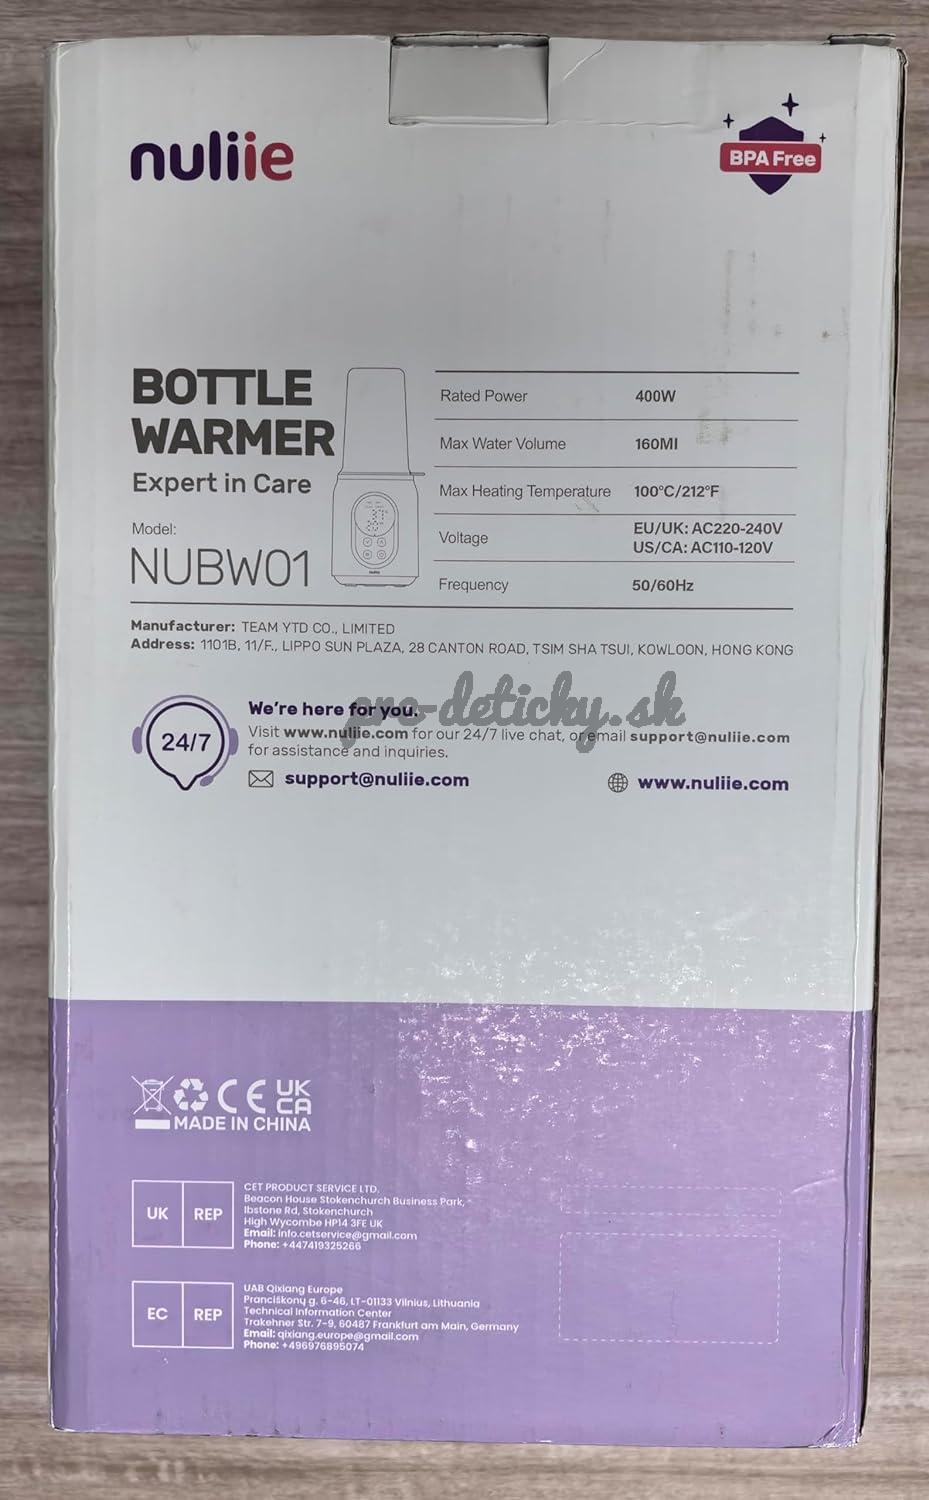 nuliie
BPA Free
BOTTLE
WARMER
Expert in Care
Model:
NUBW01
Rated Power 400W
Max Water Volume 160Ml
Max Heating Temperature 100°C/212°F
Voltage EU/UK: AC220-240V
US/CA: AC110-120V
Frequency 50/60Hz
Manufacturer: TEAM YTD CO., LIMITED
Address: 1101B, 11/F., LIPPO SUN PLAZA, 28 CANTON ROAD, TSIM SHA TSUI, KOWLOON, HONG KONG
pro-deticky.sk
24/7
We're here for you.
Visit www.nuliie.com for our 24/7 live chat, or email support@nuliie.com
for assistance and inquiries.
support@nuliie.com www.nuliie.com
CE UK
CA
MADE IN CHINA
UK REP
CET PRODUCT SERVICE LTD.
Beacon House Stokenchurch Business Park,
Ibstone Rd, Stokenchurch
High Wycombe HP14 3FE UK
Email: info.cetservice@gmail.com
Phone: +447419325266
EC REP
UAB Qixiang Europe
Pranciškonų g. 6-46, LT-01133 Vilnius, Lithuania
Technical Information Center
Trakehner Str. 7-9, 60487 Frankfurt am Main, Germany
Email: qixiang.europe@gmail.com
Phone: +496976895074